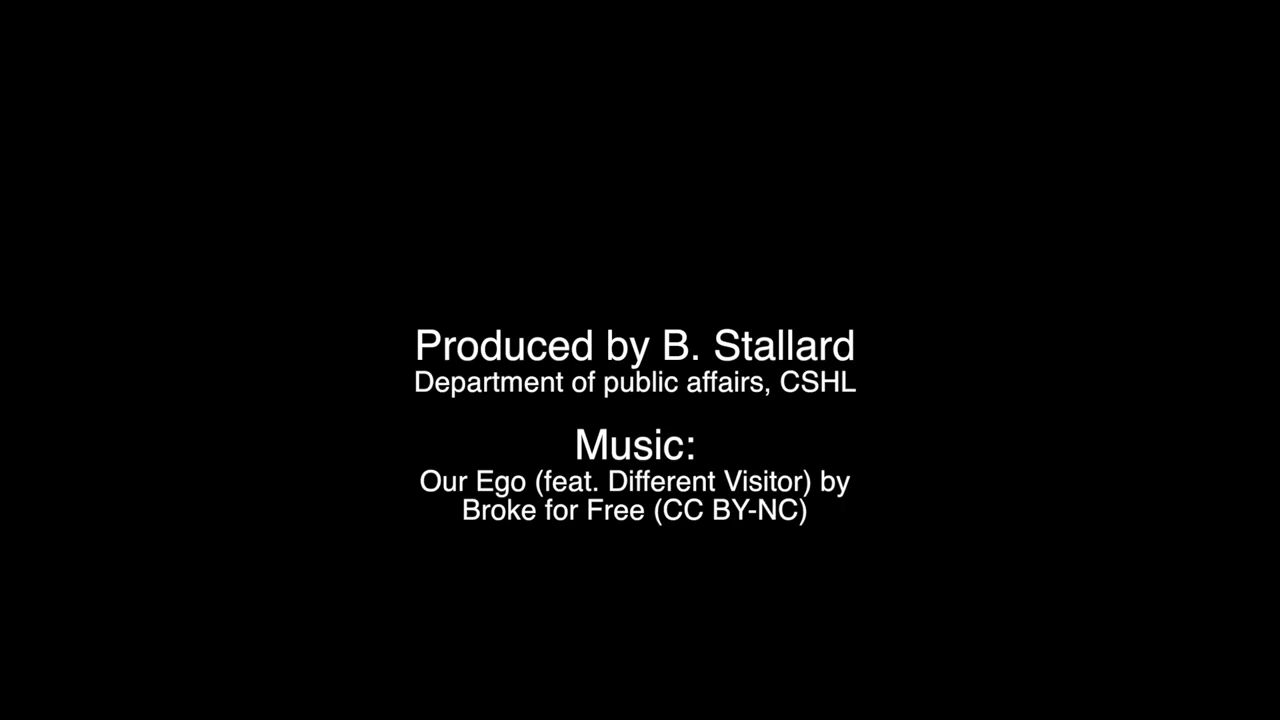 Produced by B. Stallard
Department of public affairs, CSHL
Music:
Our Ego (feat. Different Visitor) by
Broke for Free (CC BY-NC)